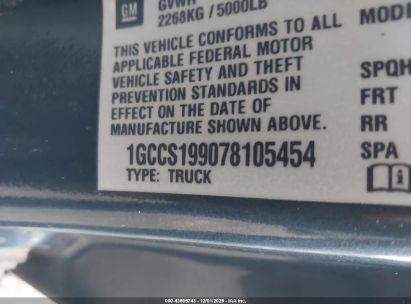 GM
GVWR
2268KG / 5000LB
THIS VEHICLE CONFORMS TO ALL
APPLICABLE FEDERAL MOTOR
VEHICLE SAFETY AND THEFT
PREVENTION STANDARDS IN
EFFECT ON THE DATE OF
MANUFACTURE SHOWN ABOVE.
1GCCS199078105454
TYPE: TRUCK
MODE
SPQH
FRT
RR
SPA